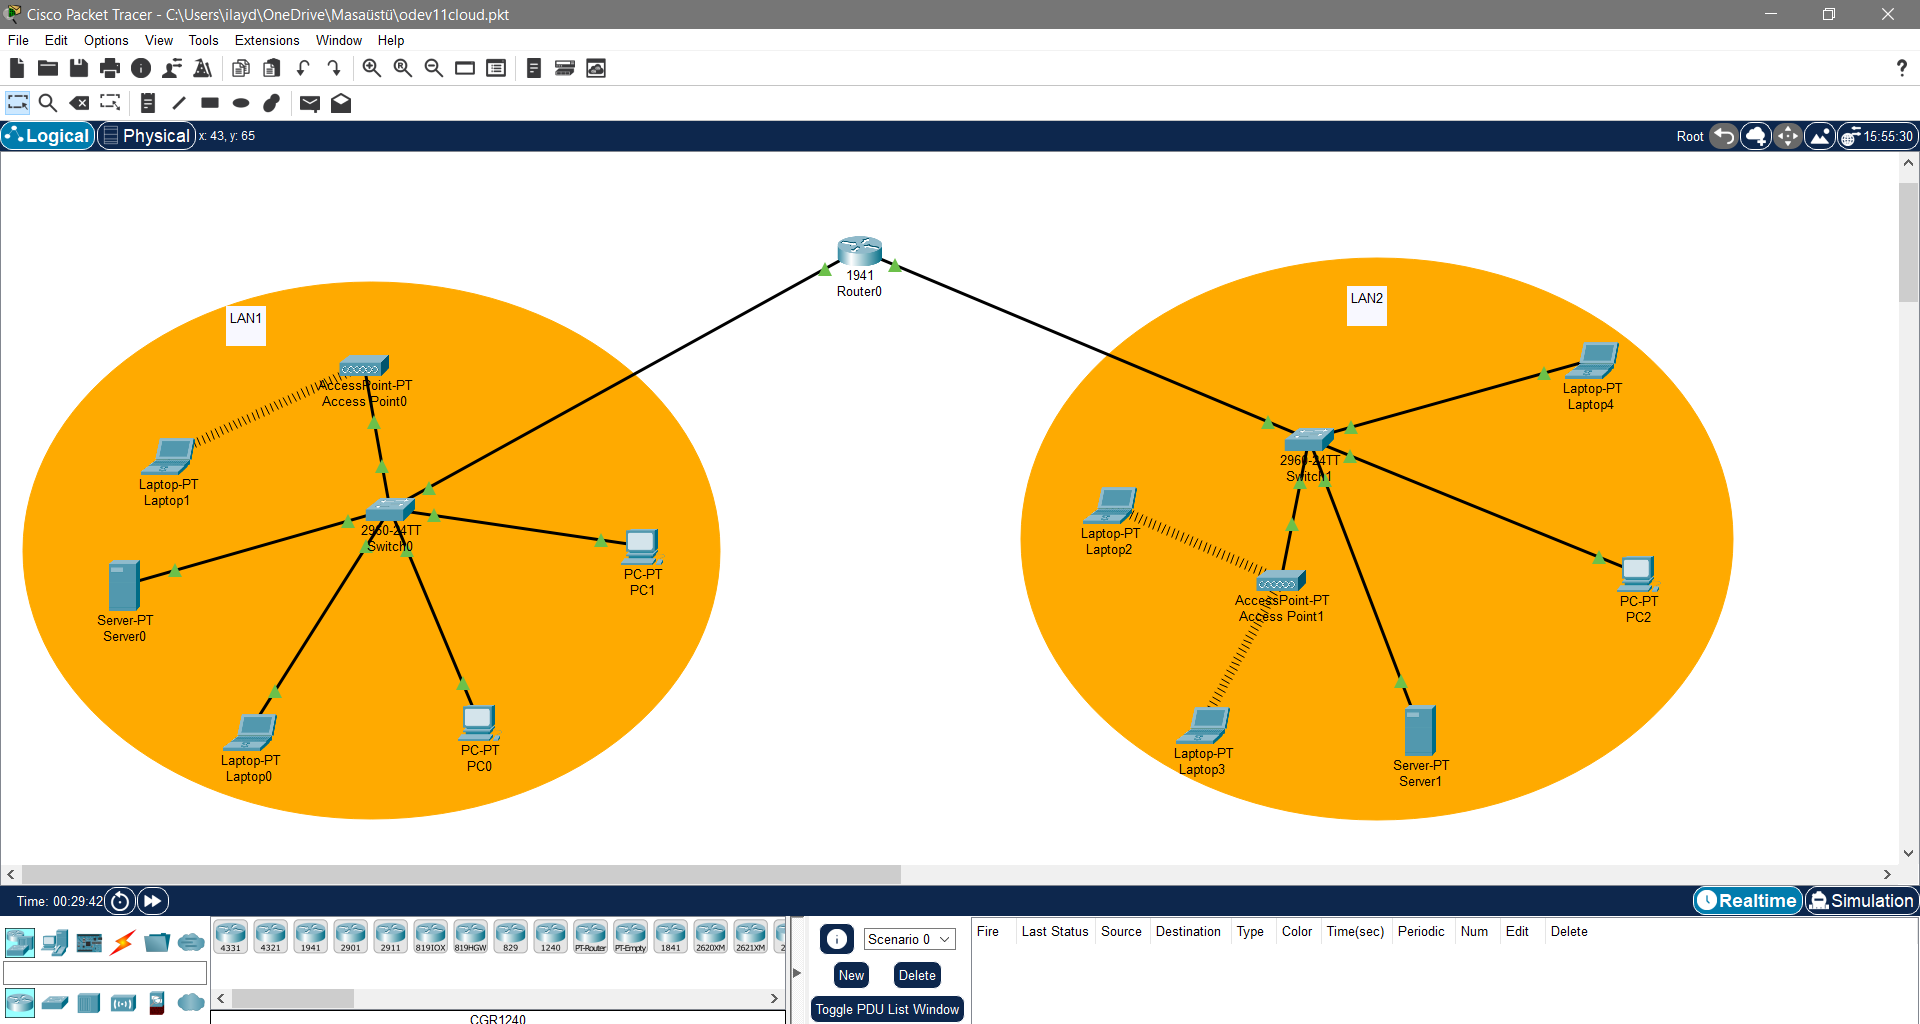 Cisco Packet Tracer - C:\Users\ilayd\OneDrive\Masaüstü\odev11cloud.pkt
File Edit Options View Tools Extensions Window Help
?
Logical Physical x: 43, y: 65
Root 15:55:30
1941
Router0
LAN1
LAN2
AccessPoint-PT
Access Point0
Laptop-PT
Laptop4
Laptop-PT
Laptop1
2960-24TT
Switch1
2960-24TT
Switch0
Laptop-PT
Laptop2
PC-PT
PC1
AccessPoint-PT
Access Point1
PC-PT
PC2
Server-PT
Server0
Laptop-PT
Laptop0
PC-PT
PC0
Laptop-PT
Laptop3
Server-PT
Server1
Time: 00:29:42
Realtime Simulation
4331 4321 1941 2901 2911 819IOX 819HGW 829 1240 PT-Router PT-Empty 1841 2620XM 2621XM 2
Scenario 0
New Delete
Toggle PDU List Window
Fire Last Status Source Destination Type Color Time(sec) Periodic Num Edit Delete
CGR1240